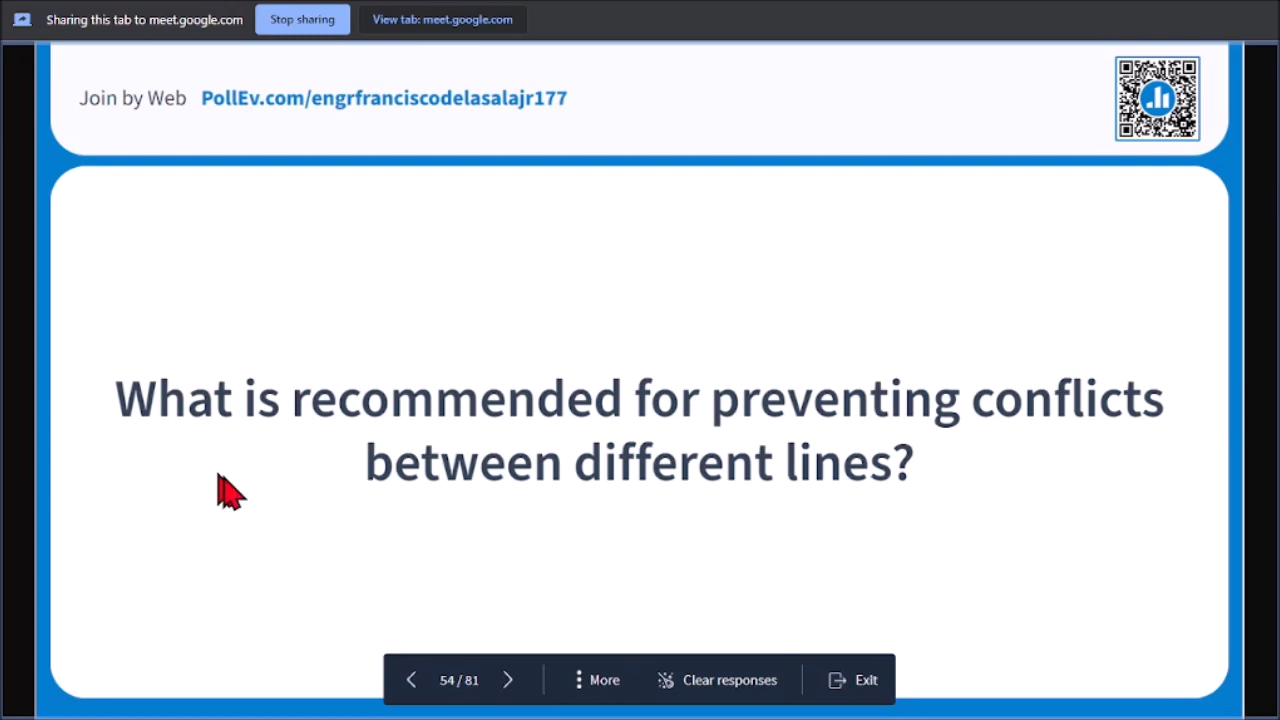 Sharing this tab to meet.google.com Stop sharing View tab: meet.google.com
Join by Web PollEv.com/engrfranciscodelasalajr177
What is recommended for preventing conflicts
between different lines?
54 / 81 More Clear responses Exit